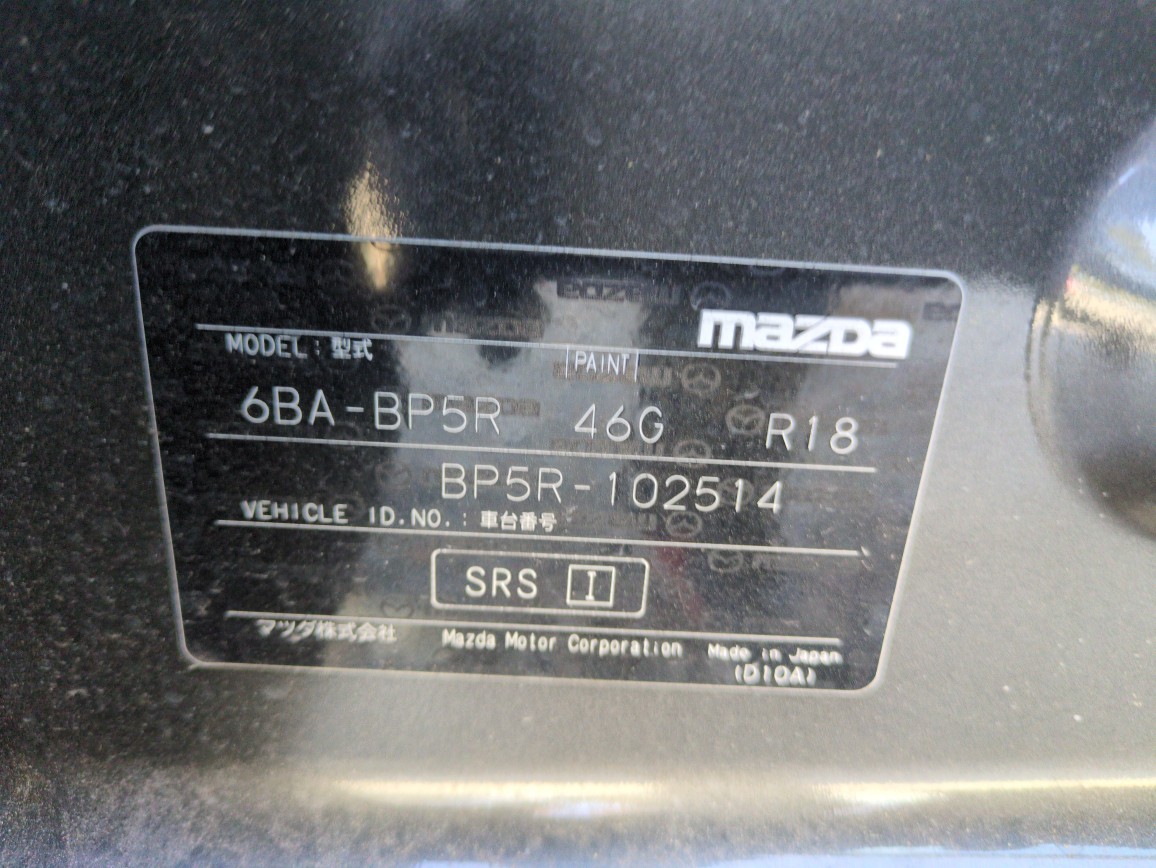 mazda
MODEL : 型式 PAINT
6BA-BP5R 46G R18
BP5R-102514
VEHICLE ID.NO. : 車台番号
SRS I
マツダ株式会社 Mazda Motor Corporation Made in Japan
(D10A)